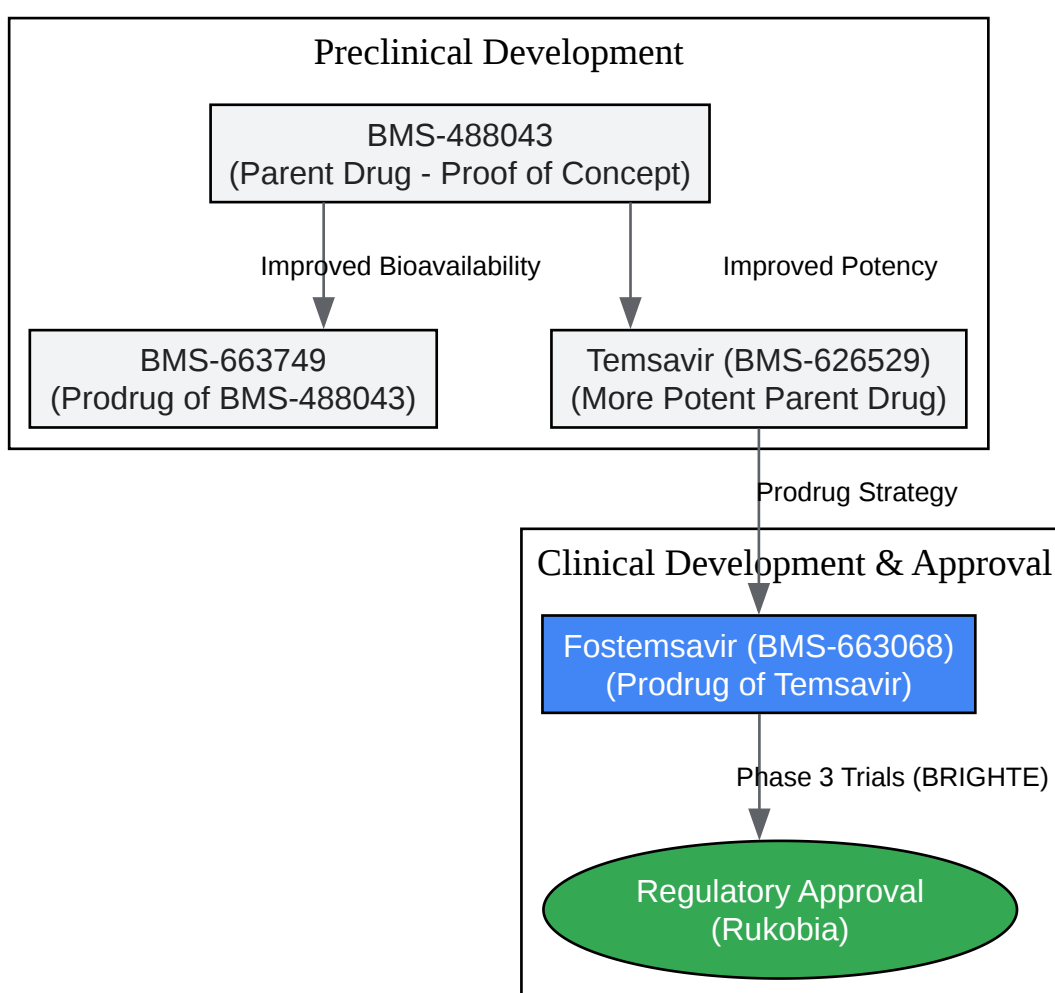 Preclinical Development
BMS-488043
(Parent Drug - Proof of Concept)
Improved Bioavailability
Improved Potency
BMS-663749
(Prodrug of BMS-488043)
Temsavir (BMS-626529)
(More Potent Parent Drug)
Prodrug Strategy
Clinical Development & Approval
Fostemsavir (BMS-663068)
(Prodrug of Temsavir)
Phase 3 Trials (BRIGHTE)
Regulatory Approval
(Rukobia)